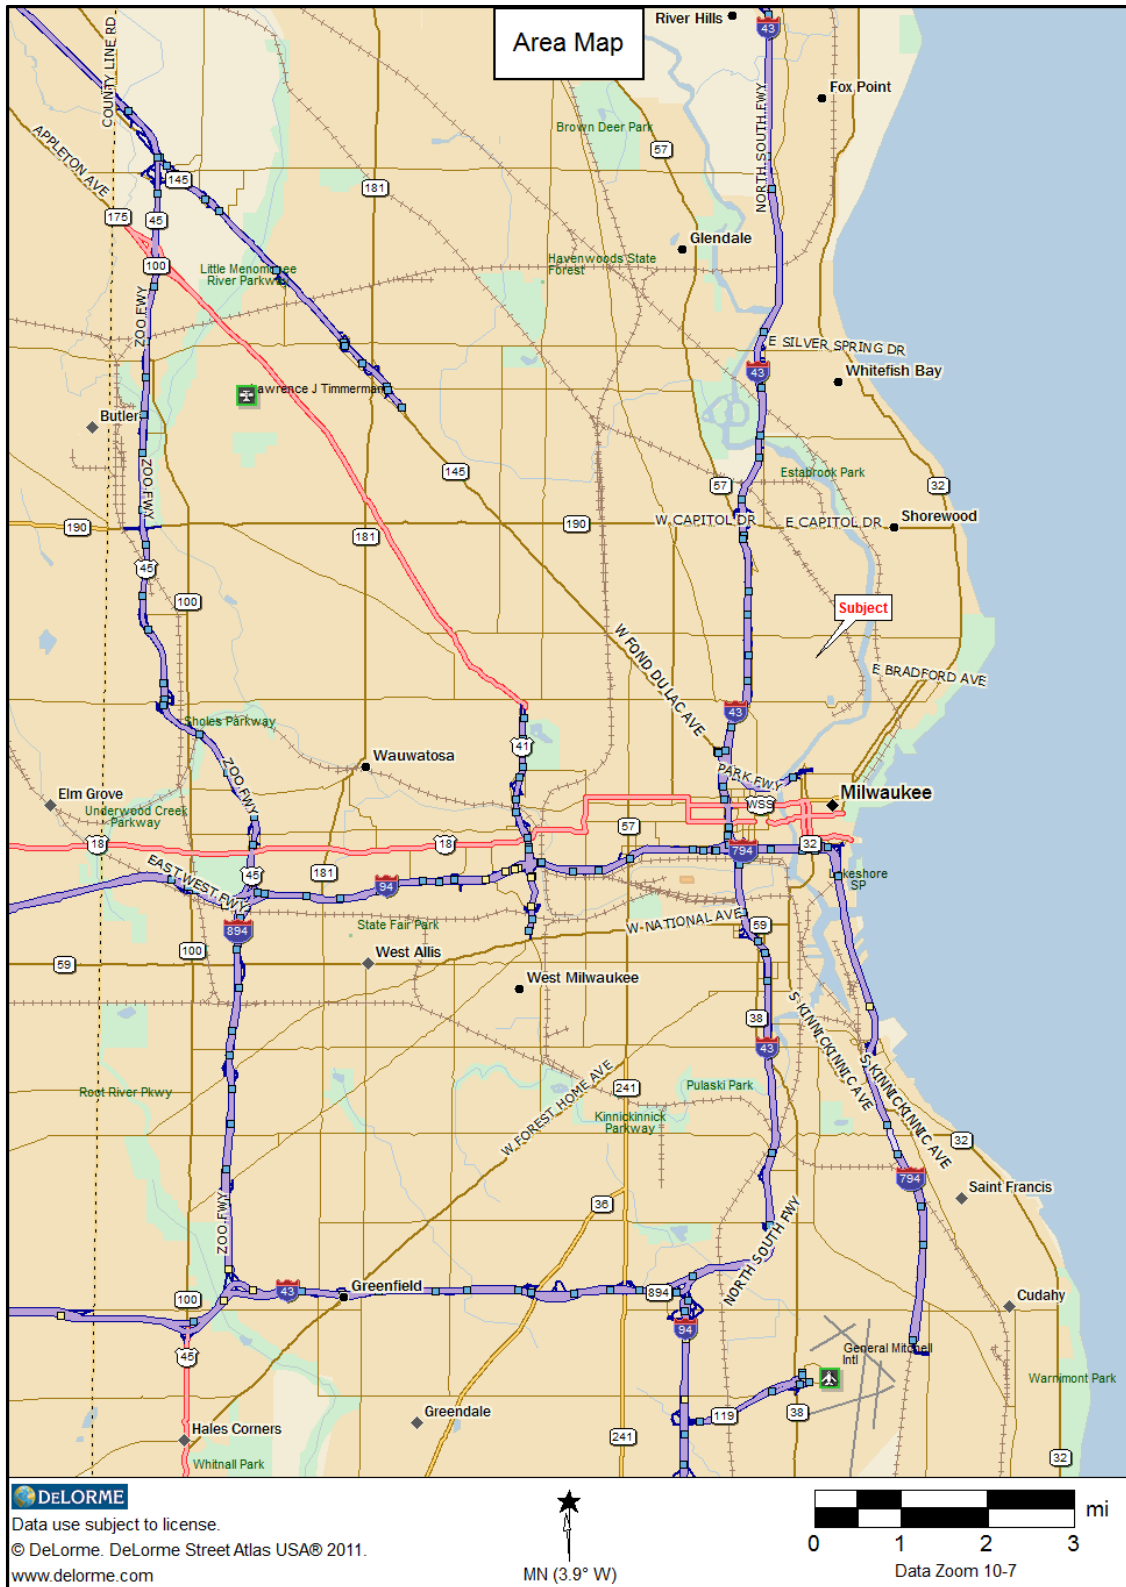 Area Map
River Hills
43
COUNTY LINE RD
NORTH SOUTH FWY
Fox Point
Brown Deer Park
APPLETON AVE
57
145
181
175
45
Glendale
100
Little Menomonee
River Parkway
Havenwoods State
Forest
ZOO FWY
E SILVER SPRING DR
43
Whitefish Bay
Lawrence J Timmerman
Butler
ZOO FWY
145
Estabrook Park
57
32
190
190
W CAPITOL DR
E CAPITOL DR
Shorewood
181
45
100
Subject
W FOND DU LAC AVE
E BRADFORD AVE
43
Sholes Parkway
41
Wauwatosa
ZOO FWY
PARK FWY
Elm Grove
Underwood Creek
Parkway
WSS
Milwaukee
57
18
18
794
32
EAST WEST FWY
45
181
94
Lakeshore
SP
State Fair Park
W NATIONAL AVE
59
894
100
59
West Allis
West Milwaukee
S KINNICKINNIC AVE
38
43
S KINNICKINNIC AVE
Root River Pkwy
W FOREST HOME AVE
241
Pulaski Park
Kinnickinnick
Parkway
32
794
Saint Francis
36
ZOO FWY
NORTH SOUTH FWY
43
Greenfield
894
100
Cudahy
94
45
General Mitchell
Intl
Warnimont Park
Greendale
119
38
Hales Corners
241
32
Whitnall Park
DELORME
Data use subject to license.
© DeLorme. DeLorme Street Atlas USA® 2011.
www.delorme.com
MN (3.9° W)
mi
0 1 2 3
Data Zoom 10-7